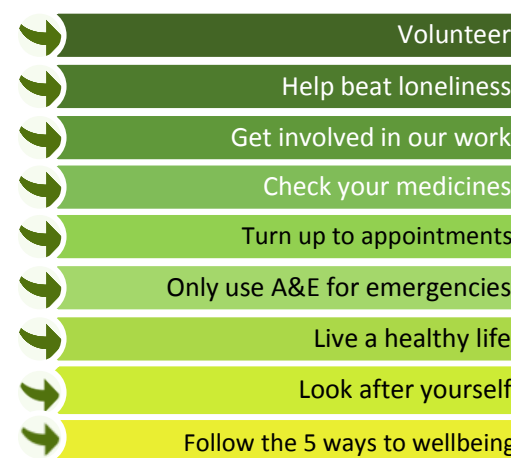 Volunteer
Help beat loneliness
Get involved in our work
Check your medicines
Turn up to appointments
Only use A&E for emergencies
Live a healthy life
Look after yourself
Follow the 5 ways to wellbeing